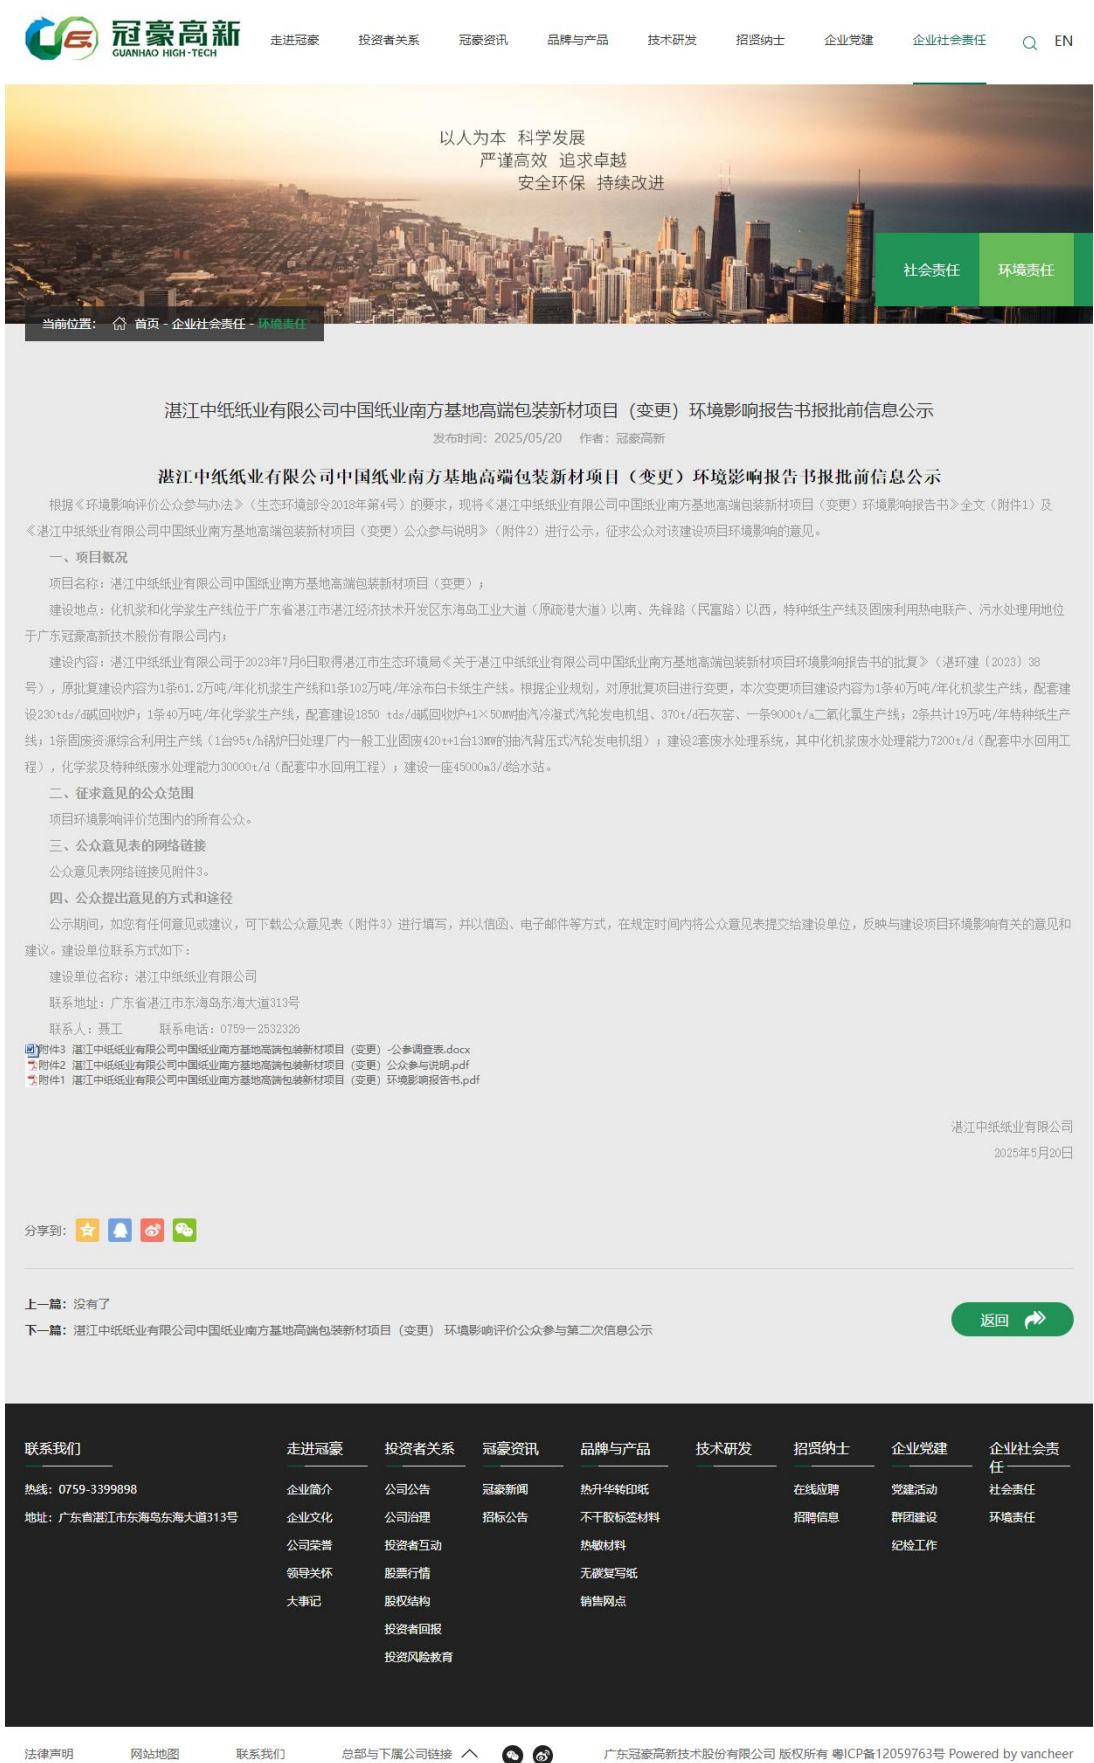 冠豪高新
GUANHAO HIGH-TECH
走进冠豪 投资者关系 冠豪资讯 品牌与产品 技术研发 招贤纳士 企业党建 企业社会责任 EN
以人为本 科学发展
严谨高效 追求卓越
安全环保 持续改进
社会责任 环境责任
当前位置： 首页 - 企业社会责任 - 环境责任
湛江中纸纸业有限公司中国纸业南方基地高端包装新材项目（变更）环境影响报告书报批前信息公示
发布时间：2025/05/20 作者：冠豪高新
湛江中纸纸业有限公司中国纸业南方基地高端包装新材项目（变更）环境影响报告书报批前信息公示
根据《环境影响评价公众参与办法》（生态环境部令2018年第4号）的要求，现将《湛江中纸纸业有限公司中国纸业南方基地高端包装新材项目（变更）环境影响报告书》全文（附件1）及
《湛江中纸纸业有限公司中国纸业南方基地高端包装新材项目（变更）公众参与说明》（附件2）进行公示，征求公众对该建设项目环境影响的意见。
一、项目概况
项目名称：湛江中纸纸业有限公司中国纸业南方基地高端包装新材项目（变更）；
建设地点：化机浆和化学浆生产线位于广东省湛江市湛江经济技术开发区东海岛工业大道（原疏港大道）以南、先锋路（民富路）以西，特种纸生产线及固废利用热电联产、污水处理用地位
于广东冠豪高新技术股份有限公司内；
建设内容：湛江中纸纸业有限公司于2023年7月6日取得湛江市生态环境局《关于湛江中纸纸业有限公司中国纸业南方基地高端包装新材项目环境影响报告书的批复》（湛环建〔2023〕38
号），原批复建设内容为1条61.2万吨/年化机浆生产线和1条102万吨/年涂布白卡纸生产线。根据企业规划，对原批复项目进行变更，本次变更项目建设内容为1条40万吨/年化机浆生产线，配套建
设230tds/d碱回收炉；1条40万吨/年化学浆生产线，配套建设1850 tds/d碱回收炉+1×50MW抽汽冷凝式汽轮发电机组、370t/d石灰窑、一条9000t/a二氧化氯生产线；2条共计19万吨/年特种纸生产
线；1条固废资源综合利用生产线（1台95t/h锅炉日处理厂内一般工业固废420t+1台13MW的抽汽背压式汽轮发电机组）；建设2套废水处理系统，其中化机浆废水处理能力7200t/d（配套中水回用工
程），化学浆及特种纸废水处理能力30000t/d（配套中水回用工程）；建设一座45000m3/d给水站。
二、征求意见的公众范围
项目环境影响评价范围内的所有公众。
三、公众意见表的网络链接
公众意见表网络链接见附件3。
四、公众提出意见的方式和途径
公示期间，如您有任何意见或建议，可下载公众意见表（附件3）进行填写，并以信函、电子邮件等方式，在规定时间内将公众意见表提交给建设单位，反映与建设项目环境影响有关的意见和
建议。建设单位联系方式如下：
建设单位名称：湛江中纸纸业有限公司
联系地址：广东省湛江市东海岛东海大道313号
联系人：聂工 联系电话：0759—2532326
附件3 湛江中纸纸业有限公司中国纸业南方基地高端包装新材项目（变更）-公参调查表.docx
附件2 湛江中纸纸业有限公司中国纸业南方基地高端包装新材项目（变更）公众参与说明.pdf
附件1 湛江中纸纸业有限公司中国纸业南方基地高端包装新材项目（变更）环境影响报告书.pdf
湛江中纸纸业有限公司
2025年5月20日
分享到：
上一篇：没有了
下一篇：湛江中纸纸业有限公司中国纸业南方基地高端包装新材项目（变更） 环境影响评价公众参与第二次信息公示
返回
联系我们 走进冠豪 投资者关系 冠豪资讯 品牌与产品 技术研发 招贤纳士 企业党建 企业社会责
任
热线：0759-3399898 企业简介 公司公告 冠豪新闻 热升华转印纸 在线应聘 党建活动 社会责任
地址：广东省湛江市东海岛东海大道313号 企业文化 公司治理 招标公告 不干胶标签材料 招聘信息 群团建设 环境责任
公司荣誉 投资者互动 热敏材料 纪检工作
领导关怀 股票行情 无碳复写纸
大事记 股权结构 销售网点
投资者回报
投资风险教育
法律声明 网站地图 联系我们 总部与下属公司链接 广东冠豪高新技术股份有限公司 版权所有 粤ICP备12059763号 Powered by vancheer